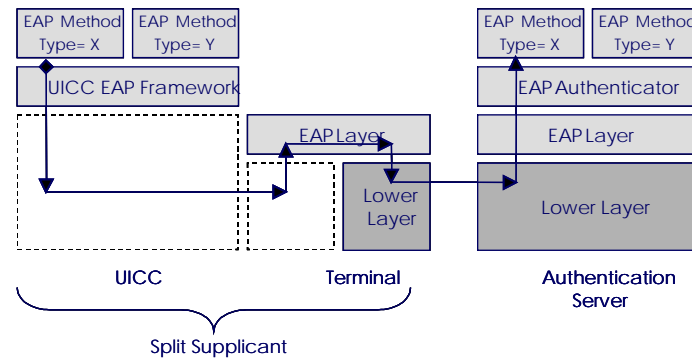 EAP Method
Type= X
EAP Method
Type= Y
EAP Method
Type= X
EAP Method
Type= Y
UICC EAP Framework
EAP Authenticator
EAP Layer
EAP Layer
Lower
Layer
Lower Layer
UICC
Terminal
Authentication
Server
Split Supplicant